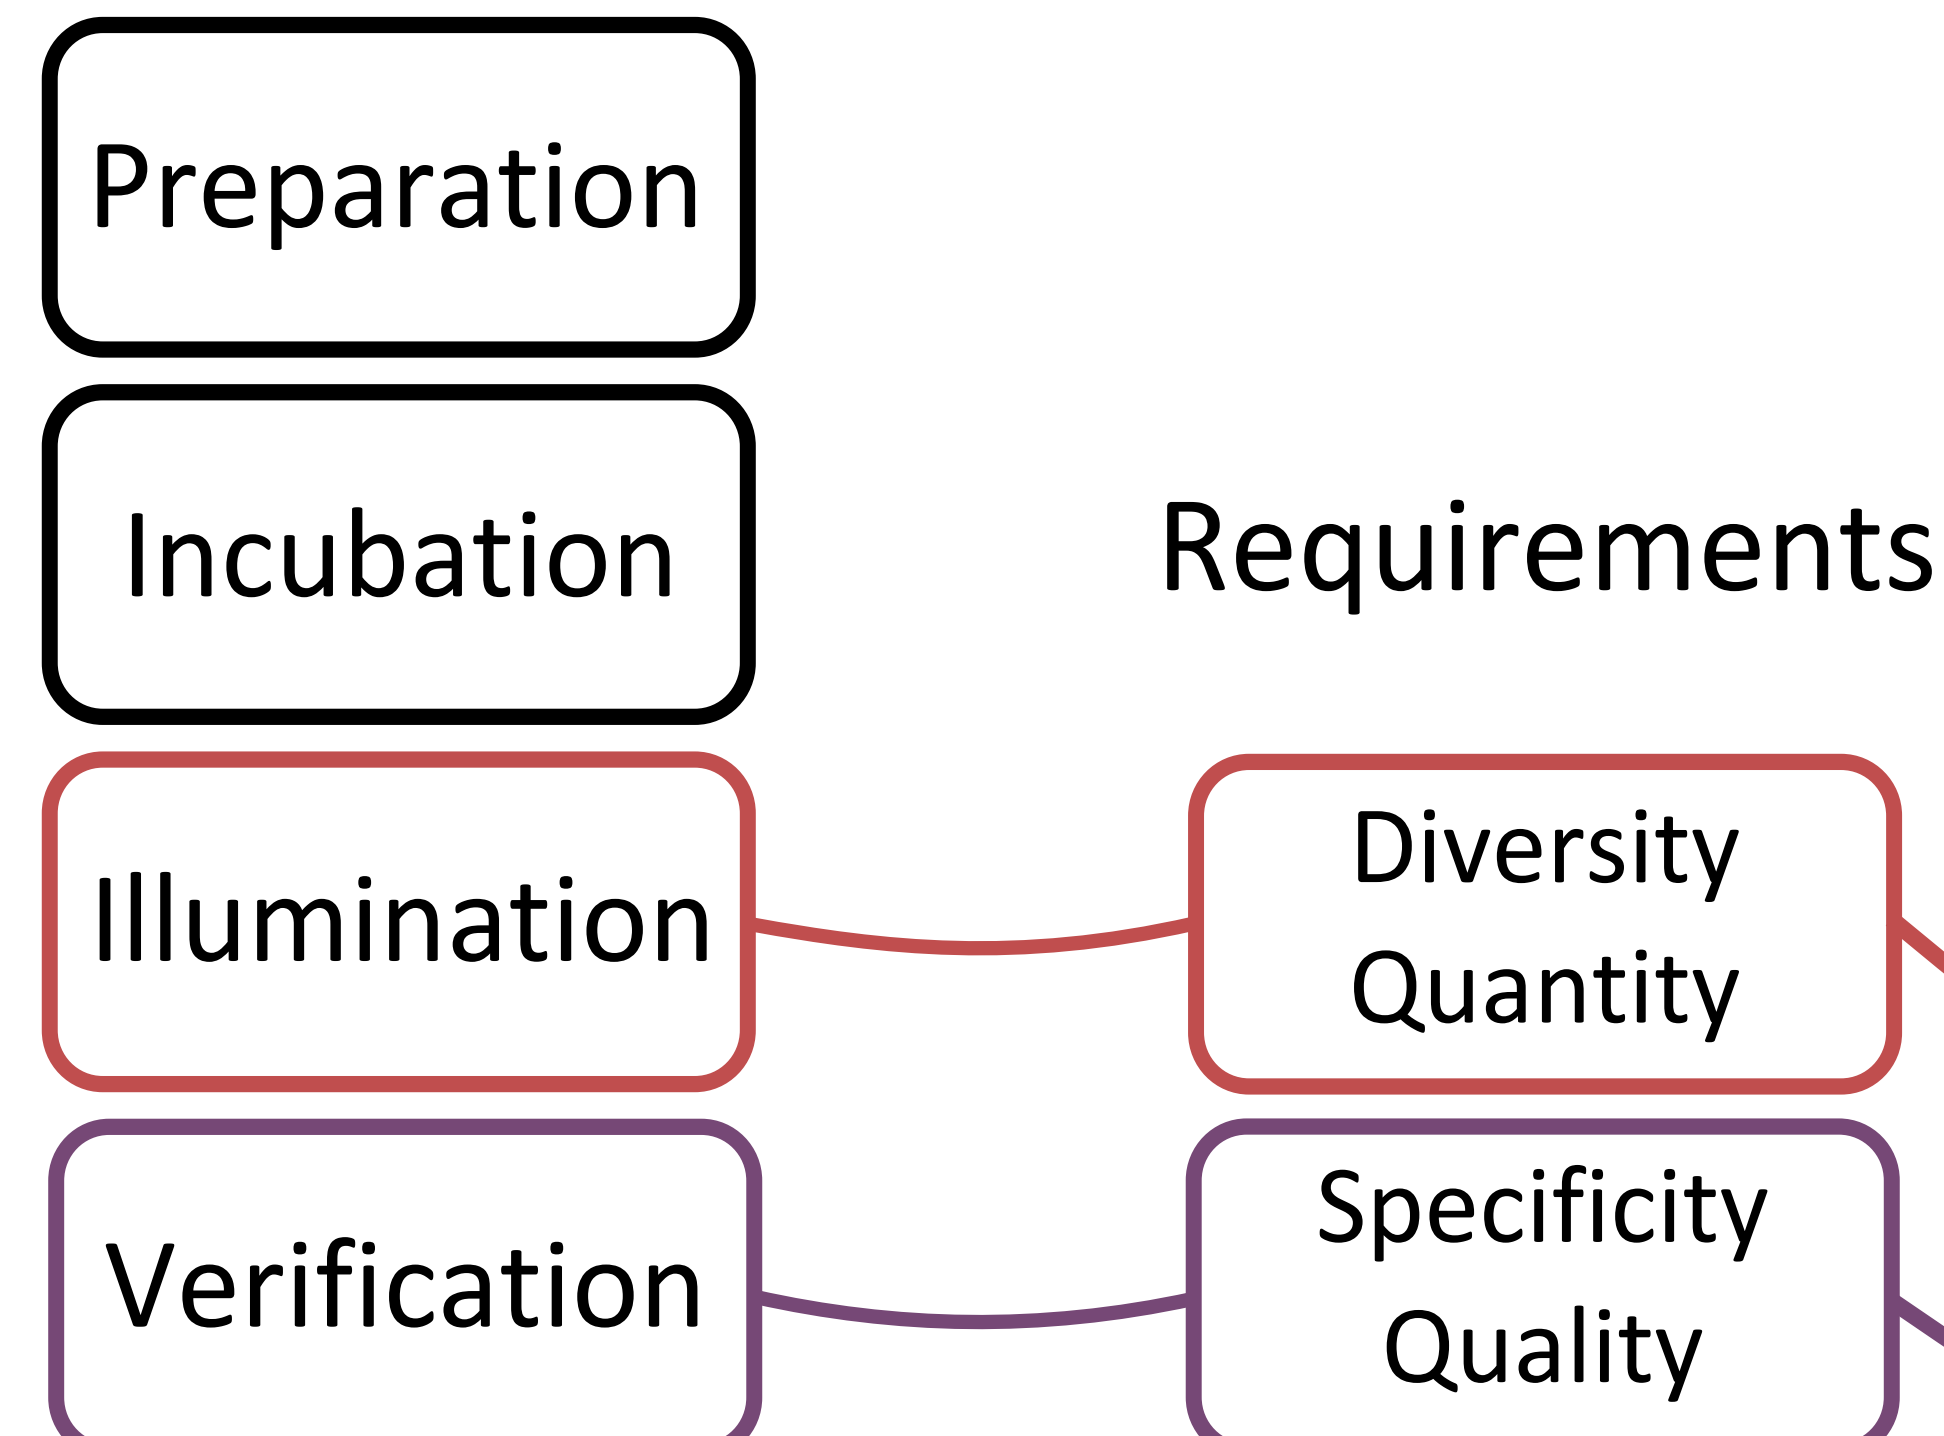 Preparation
Incubation
Requirements
Illumination
Diversity
Quantity
Verification
Specificity
Quality